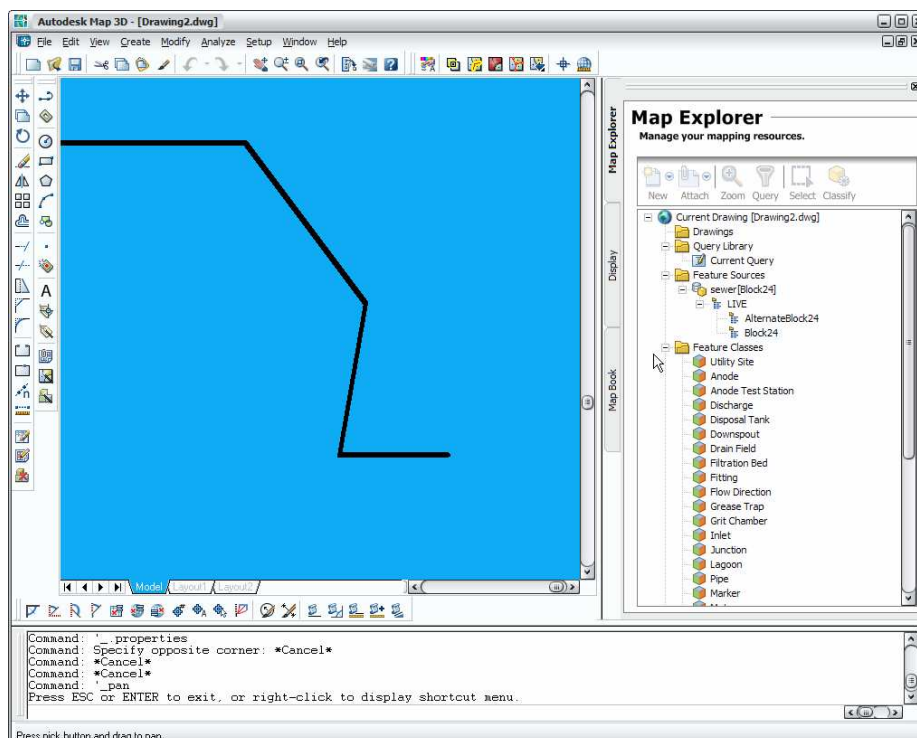 Autodesk Map 3D - [Drawing2.dwg]
File Edit View Create Modify Analyze Setup Window Help
Map Explorer
Manage your mapping resources.
New Attach Zoom Query Select Classify
Current Drawing [Drawing2.dwg]
Drawings
Query Library
Current Query
Feature Sources
sewer[Block24]
LIVE
AlternateBlock24
Block24
Feature Classes
Utility Site
Anode
Anode Test Station
Discharge
Disposal Tank
Downspout
Drain Field
Filtration Bed
Fitting
Flow Direction
Grease Trap
Grit Chamber
Inlet
Junction
Lagoon
Pipe
Marker
Map Explorer
Display
Map Book
A
Model Layout1 Layout2
Command: '_.properties
Command: Specify opposite corner: *Cancel*
Command: *Cancel*
Command: *Cancel*
Command: '_pan
Press ESC or ENTER to exit, or right-click to display shortcut menu.
Press pick button and drag to pan.